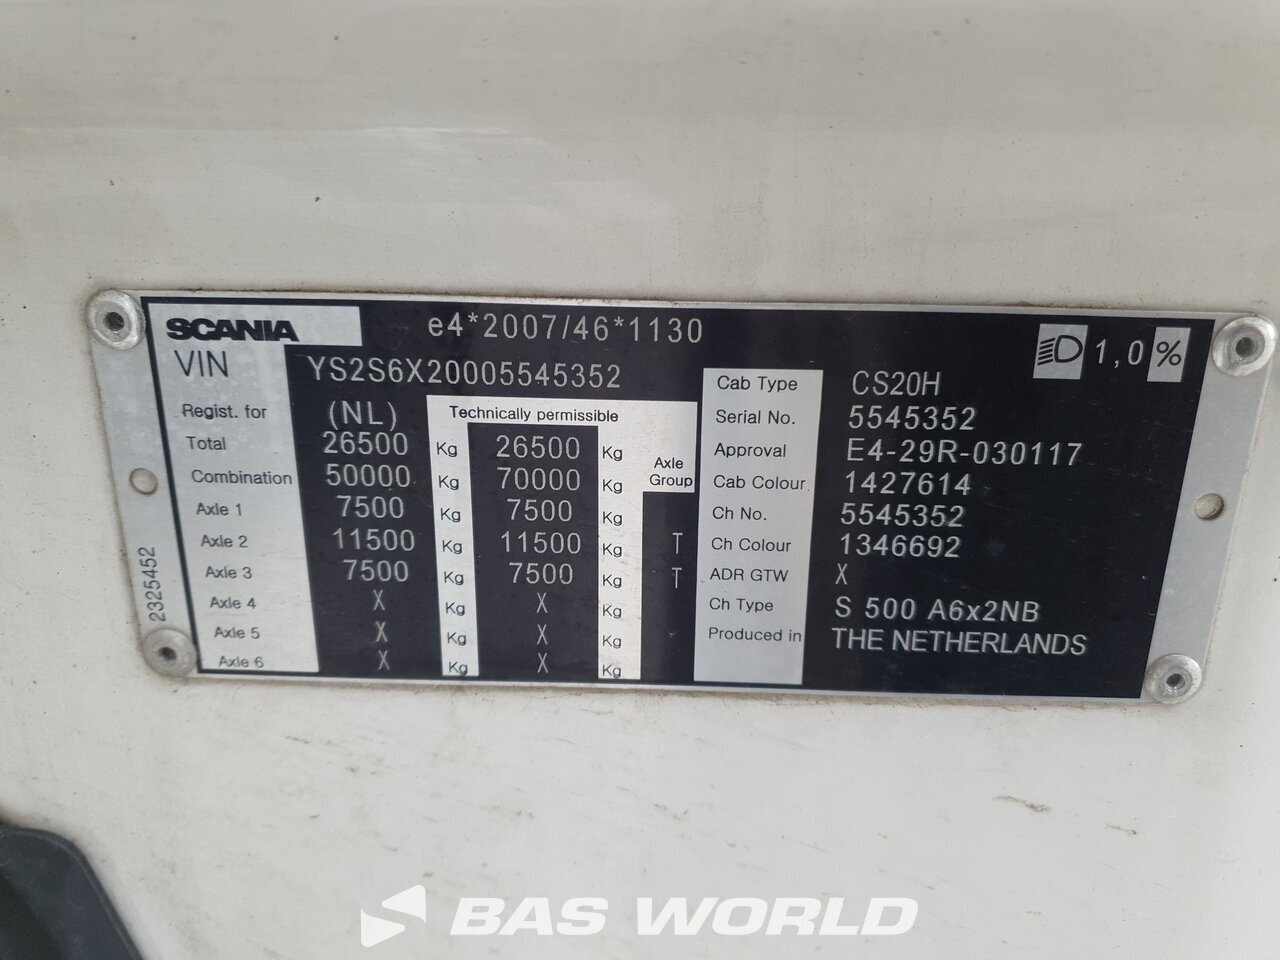 SCANIA e4*2007/46*1130 1,0%
VIN YS2S6X20005545352
Regist. for (NL) Technically permissible
Total 26500 Kg 26500 Kg
Combination 50000 Kg 70000 Kg Axle Group
Axle 1 7500 Kg 7500 Kg
Axle 2 11500 Kg 11500 Kg T
Axle 3 7500 Kg 7500 Kg T
Axle 4 X Kg X Kg
Axle 5 X Kg X Kg
Axle 6 X Kg X Kg
2325452
Cab Type CS20H
Serial No. 5545352
Approval E4-29R-030117
Cab Colour 1427614
Ch No. 5545352
Ch Colour 1346692
ADR GTW X
Ch Type S 500 A6x2NB
Produced in THE NETHERLANDS
BAS WORLD